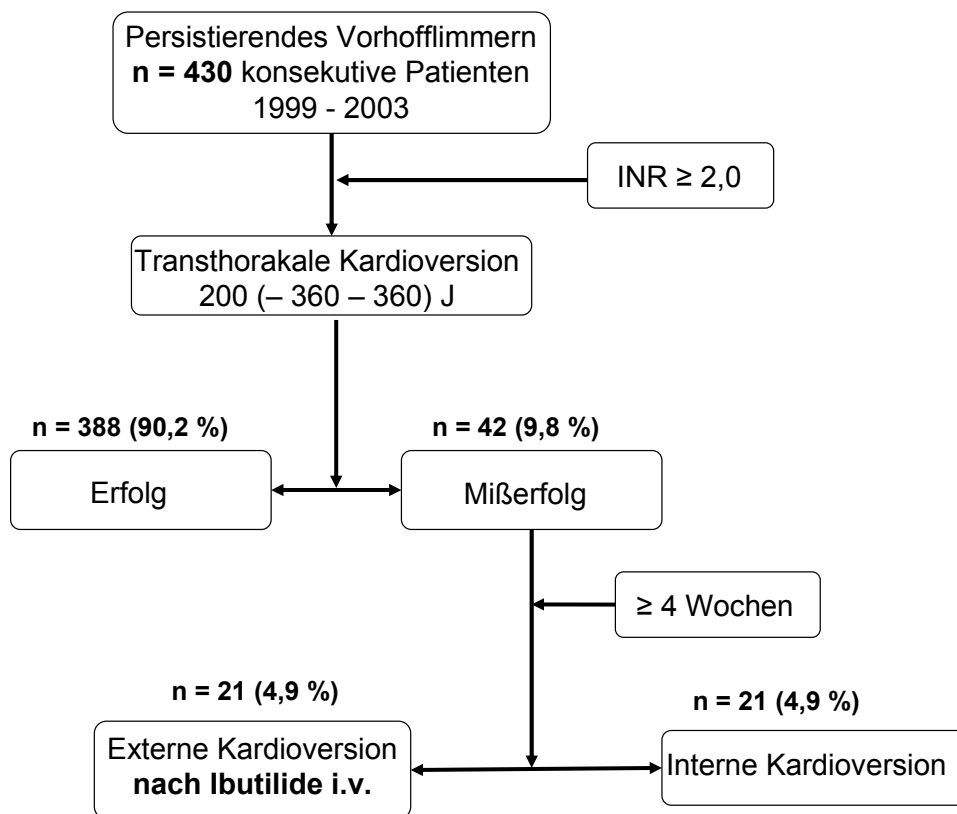 Persistierendes Vorhofflimmern
n = 430 konsekutive Patienten
1999 - 2003
INR ≥ 2,0
Transthorakale Kardioversion
200 (– 360 – 360) J
n = 388 (90,2 %)
n = 42 (9,8 %)
Erfolg
Mißerfolg
≥ 4 Wochen
n = 21 (4,9 %)
n = 21 (4,9 %)
Externe Kardioversion
nach Ibutilide i.v.
Interne Kardioversion